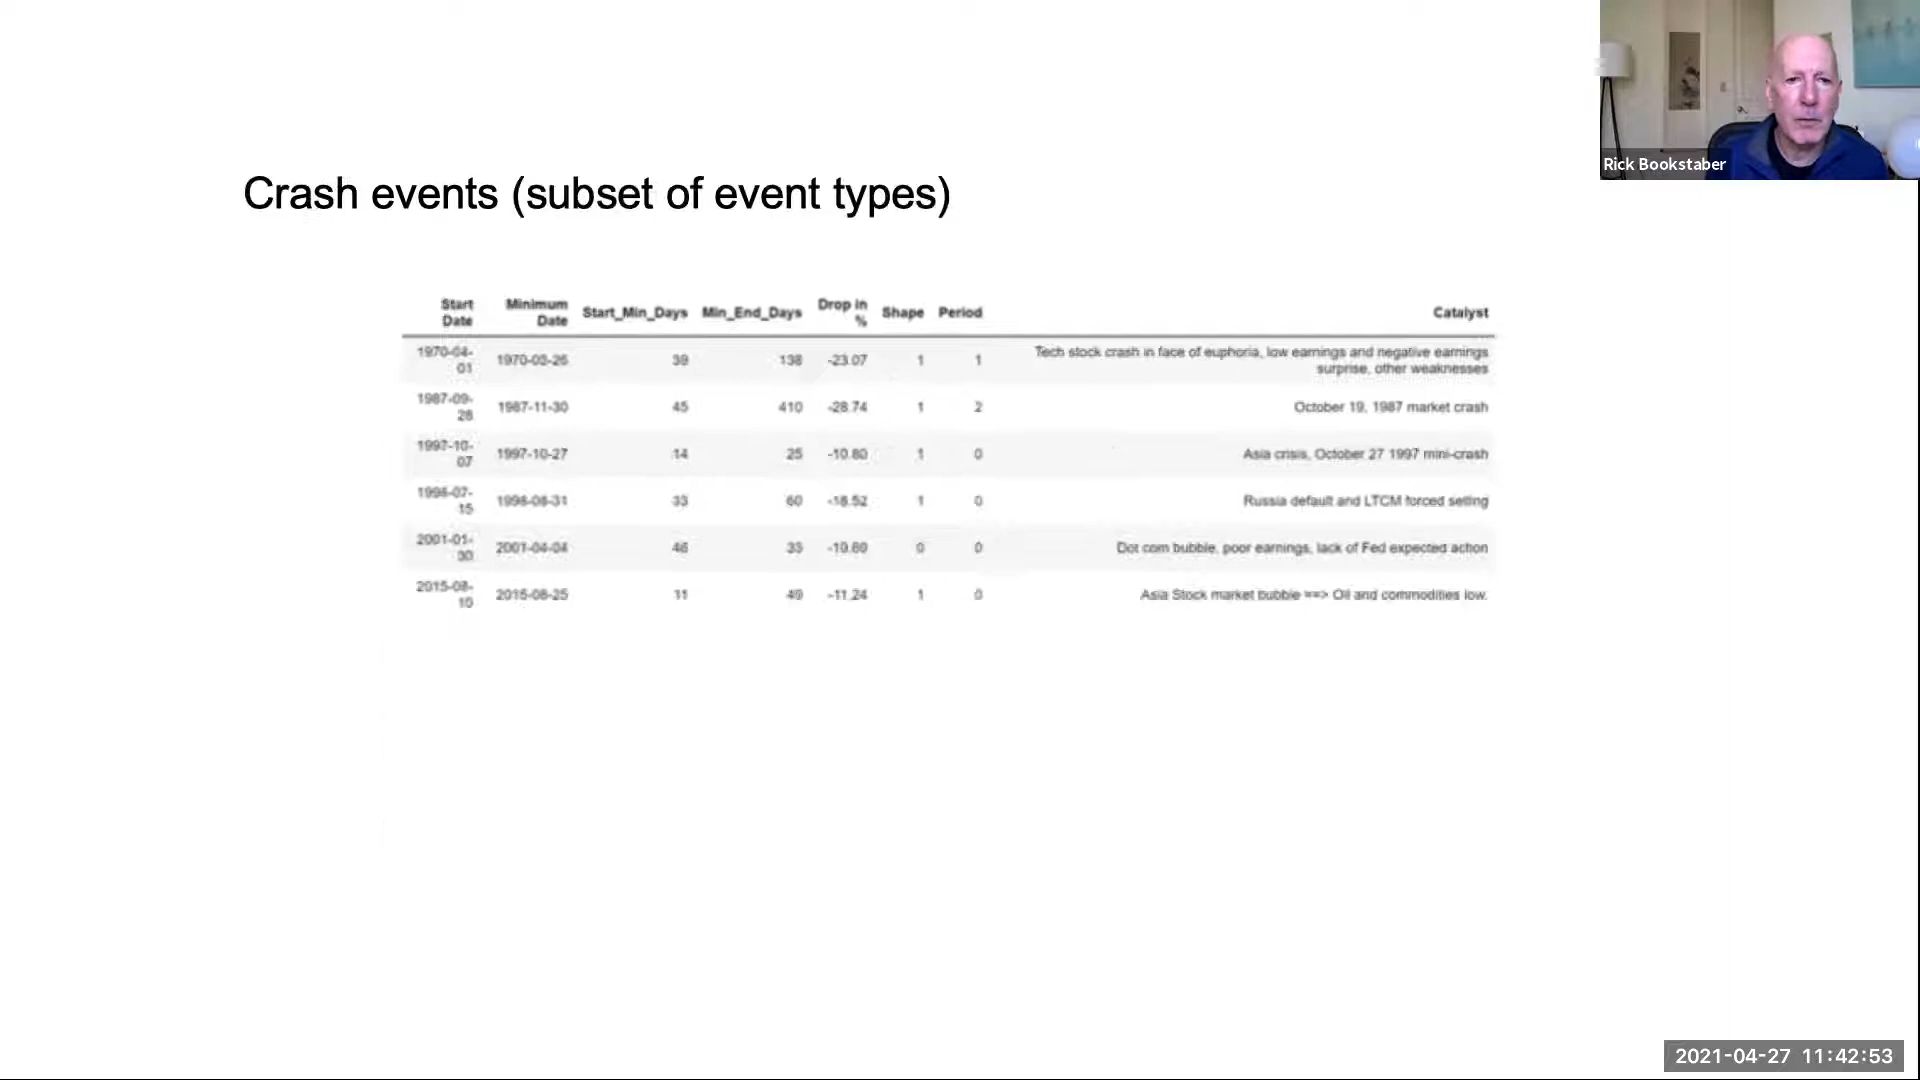 Rick Bookstaber
Crash events (subset of event types)
Start Date Minimum Date Start_Min_Days Min_End_Days Drop in % Shape Period Catalyst
1970-04-01 1970-05-26 39 138 -23.07 1 1 Tech stock crash in face of euphoria, low earnings and negative earnings
surprise, other weaknesses
1987-09-28 1987-11-30 45 410 -28.74 1 2 October 19, 1987 market crash
1997-10-07 1997-10-27 14 25 -10.80 1 0 Asia crisis, October 27 1997 mini-crash
1998-07-15 1998-08-31 33 60 1 0 Russia default and LTCM forced selling
2001-01-30 2001-04-04 46 33 0 0 Dot com bubble, poor earnings, lack of Fed expected action
2015-08-10 2015-08-25 11 49 -11.24 1 0 Asia Stock market bubble ==> Oil and commodities low.
2021-04-27 11:42:53